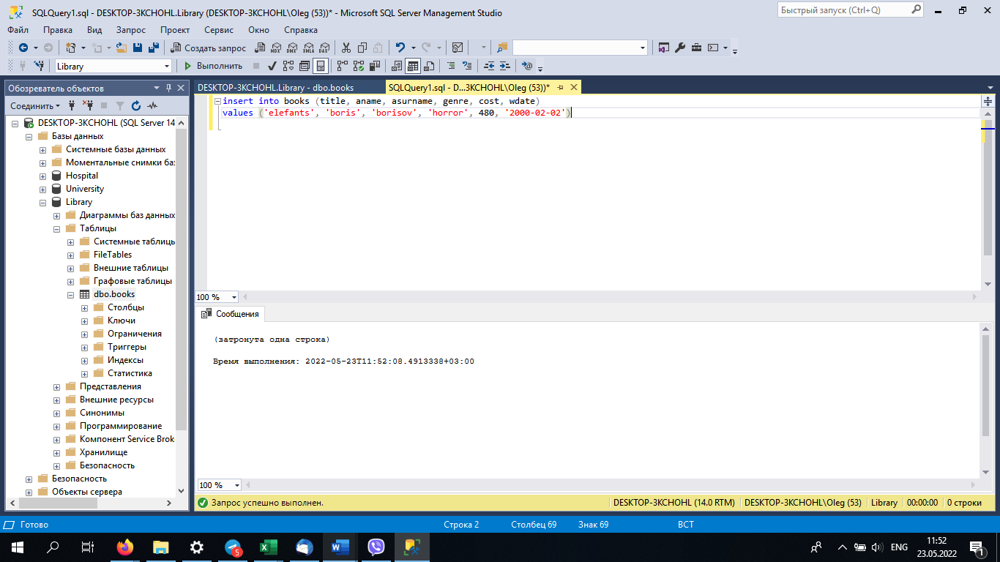 SQLQuery1.sql - DESKTOP-3KCHOHL.Library (DESKTOP-3KCHOHL\Oleg (53))* - Microsoft SQL Server Management Studio
Быстрый запуск (Ctrl+Q)
Файл Правка Вид Запрос Проект Сервис Окно Справка
Создать запрос MDX DMX XMLA DAX
Library Выполнить
Обозреватель объектов
DESKTOP-3KCHOHL.Library - dbo.books
SQLQuery1.sql - D...3KCHOHL\Oleg (53))*
Соединить
DESKTOP-3KCHOHL (SQL Server 14
Базы данных
Системные базы данных
Моментальные снимки баз
Hospital
University
Library
Диаграммы баз данных
Таблицы
Системные таблицы
FileTables
Внешние таблицы
Графовые таблицы
dbo.books
Столбцы
Ключи
Ограничения
Триггеры
Индексы
Статистика
Представления
Внешние ресурсы
Синонимы
Программирование
Компонент Service Brok
Хранилище
Безопасность
Безопасность
Объекты сервера
insert into books (title, aname, asurname, genre, cost, wdate)
values ('elefants', 'boris', 'borisov', 'horror', 480, '2000-02-02')
100 %
Сообщения
(затронута одна строка)
Время выполнения: 2022-05-23T11:52:08.4913338+03:00
100 %
Запрос успешно выполнен.
DESKTOP-3KCHOHL (14.0 RTM) DESKTOP-3KCHOHL\Oleg (53) Library 00:00:00 0 строки
Готово Строка 2 Столбец 69 Знак 69 ВСТ
5
ENG
11:52
23.05.2022
1